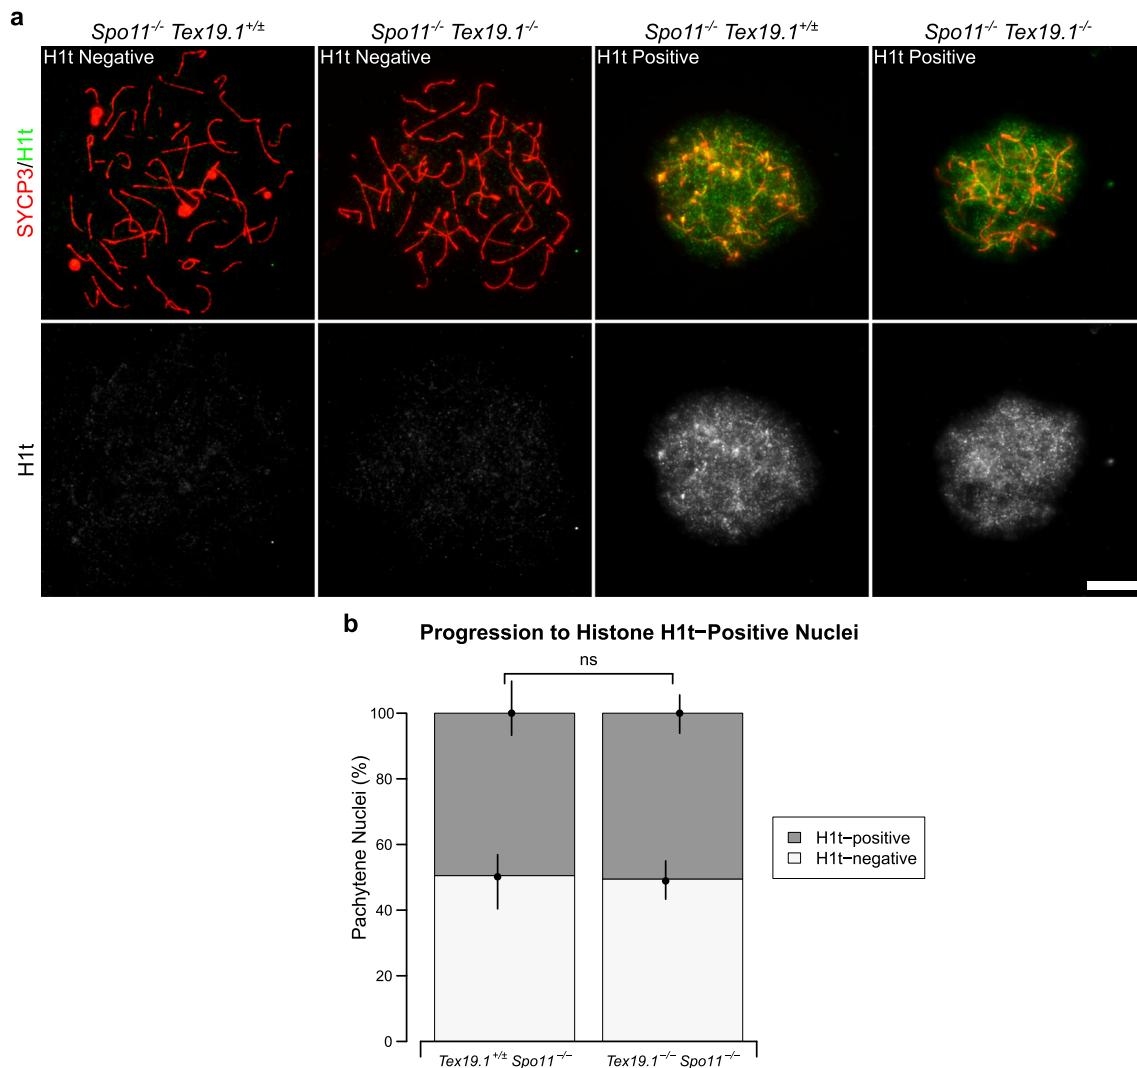 a
Spo11-/- Tex19.1+/± Spo11-/- Tex19.1-/- Spo11-/- Tex19.1+/± Spo11-/- Tex19.1-/-
H1t Negative H1t Negative H1t Positive H1t Positive
SYCP3/H1t
H1t
b
Progression to Histone H1t−Positive Nuclei
ns
Pachytene Nuclei (%)
100
80
60
40
20
0
H1t−positive
H1t−negative
Tex19.1+/± Spo11−/− Tex19.1−/− Spo11−/−